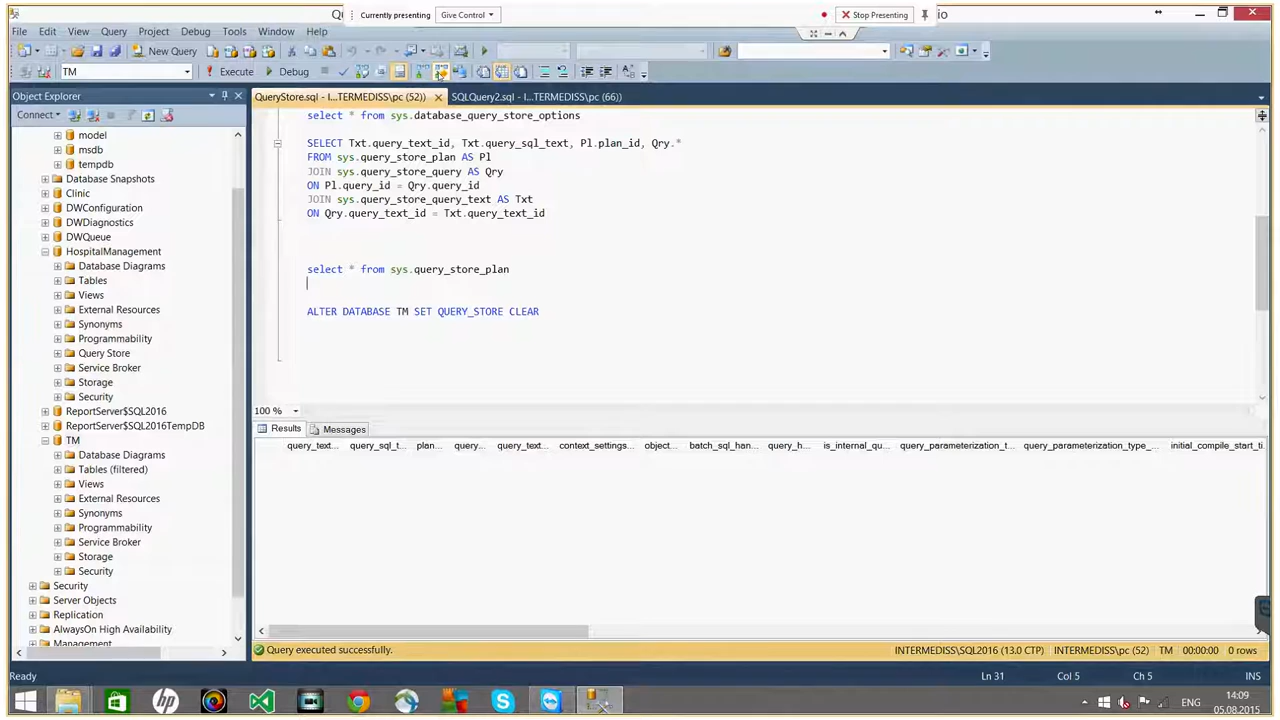 Qu
Currently presenting
Give Control
Stop Presenting
io
File Edit View Query Project Debug Tools Window Help
New Query
TM
Execute
Debug
Object Explorer
QueryStore.sql - I...TERMEDISS\pc (52))
SQLQuery2.sql - I...TERMEDISS\pc (66))
Connect
model
msdb
tempdb
Database Snapshots
Clinic
DWConfiguration
DWDiagnostics
DWQueue
HospitalManagement
Database Diagrams
Tables
Views
External Resources
Synonyms
Programmability
Query Store
Service Broker
Storage
Security
ReportServer$SQL2016
ReportServer$SQL2016TempDB
TM
Database Diagrams
Tables (filtered)
Views
External Resources
Synonyms
Programmability
Service Broker
Storage
Security
Security
Server Objects
Replication
AlwaysOn High Availability
Management
select * from sys.database_query_store_options
SELECT Txt.query_text_id, Txt.query_sql_text, Pl.plan_id, Qry.*
FROM sys.query_store_plan AS Pl
JOIN sys.query_store_query AS Qry
ON Pl.query_id = Qry.query_id
JOIN sys.query_store_query_text AS Txt
ON Qry.query_text_id = Txt.query_text_id
select * from sys.query_store_plan
ALTER DATABASE TM SET QUERY_STORE CLEAR
100 %
Results Messages
query_text... query_sql_t... plan... query... query_text... context_settings... object... batch_sql_han... query_h... is_internal_qu... query_parameterization_t... query_parameterization_type_... initial_compile_start_ti
Query executed successfully.
INTERMEDISS\SQL2016 (13.0 CTP) INTERMEDISS\pc (52) TM 00:00:00 0 rows
Ready
Ln 31 Col 5 Ch 5 INS
ENG
14:09
05.08.2015